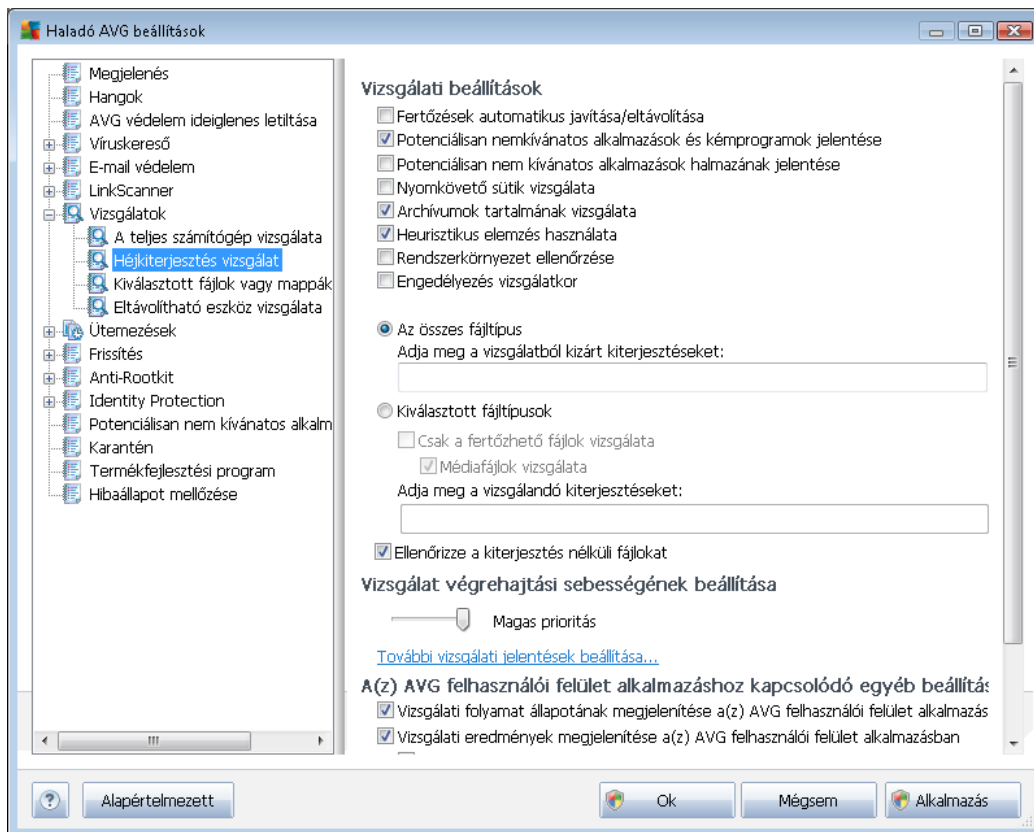 Haladó AVG beállítások
Megjelenés
Hangok
AVG védelem ideiglenes letiltása
Víruskereső
E-mail védelem
LinkScanner
Vizsgálatok
A teljes számítógép vizsgálata
Héjkiterjesztés vizsgálat
Kiválasztott fájlok vagy mappák
Eltávolítható eszköz vizsgálata
Ütemezések
Frissítés
Anti-Rootkit
Identity Protection
Potenciálisan nem kívánatos alkalm
Karantén
Termékfejlesztési program
Hibaállapot mellőzése
Vizsgálati beállítások
Fertőzések automatikus javítása/eltávolítása
Potenciálisan nemkívánatos alkalmazások és kémprogramok jelentése
Potenciálisan nem kívánatos alkalmazások halmazának jelentése
Nyomkövető sütik vizsgálata
Archívumok tartalmának vizsgálata
Heurisztikus elemzés használata
Rendszerkörnyezet ellenőrzése
Engedélyezés vizsgálatkor
Az összes fájltípus
Adja meg a vizsgálatból kizárt kiterjesztéseket:
Kiválasztott fájltípusok
Csak a fertőzhető fájlok vizsgálata
Médiafájlok vizsgálata
Adja meg a vizsgálandó kiterjesztéseket:
Ellenőrizze a kiterjesztés nélküli fájlokat
Vizsgálat végrehajtási sebességének beállítása
Magas prioritás
További vizsgálati jelentések beállítása...
A(z) AVG felhasználói felület alkalmazáshoz kapcsolódó egyéb beállítás
Vizsgálati folyamat állapotának megjelenítése a(z) AVG felhasználói felület alkalmazás
Vizsgálati eredmények megjelenítése a(z) AVG felhasználói felület alkalmazásban
? Alapértelmezett Ok Mégsem Alkalmazás